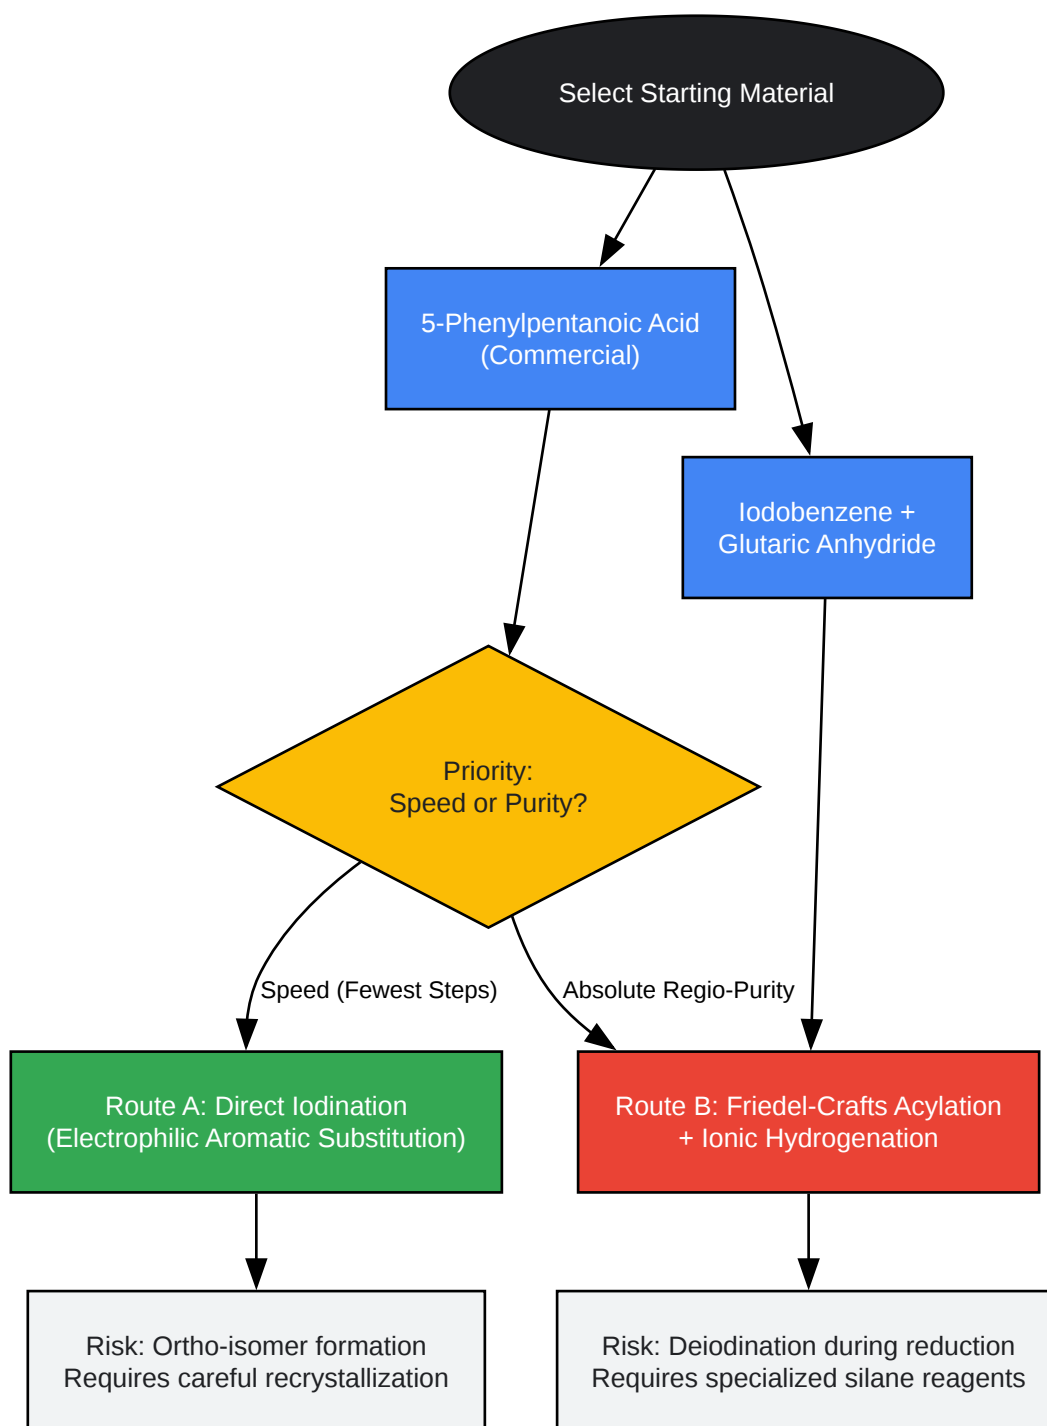 Select Starting Material
5-Phenylpentanoic Acid
(Commercial)
Iodobenzene +
Glutaric Anhydride
Priority:
Speed or Purity?
Speed (Fewest Steps)
Absolute Regio-Purity
Route A: Direct Iodination
(Electrophilic Aromatic Substitution)
Route B: Friedel-Crafts Acylation
+ Ionic Hydrogenation
Risk: Ortho-isomer formation
Requires careful recrystallization
Risk: Deiodination during reduction
Requires specialized silane reagents